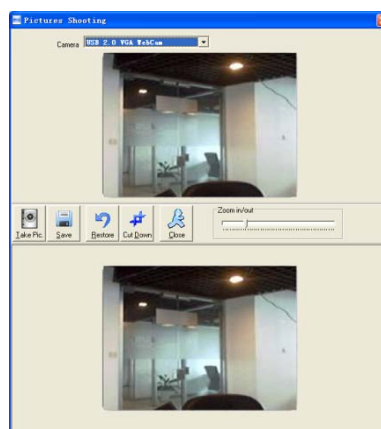 Pictures Shooting
Camera USB 2.0 VGA WebCam
Zoom in/out
Take Pic. Save Restore Cut Down Close